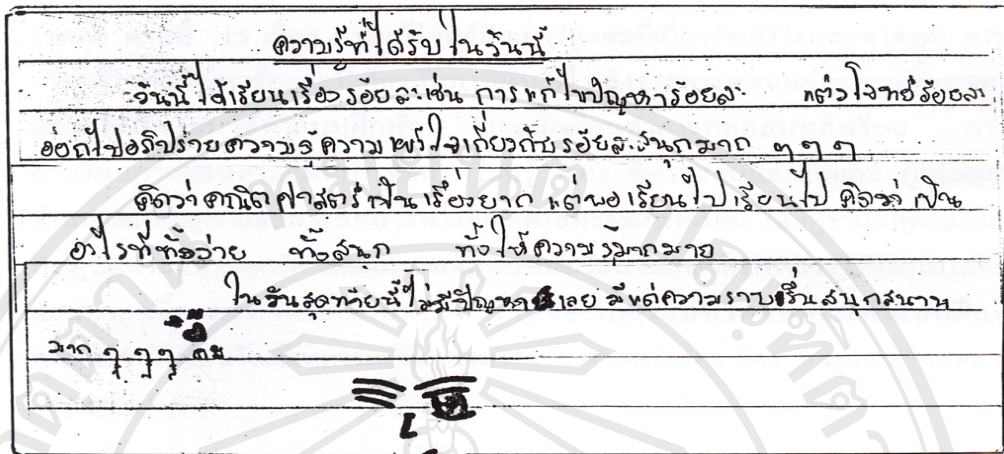 ความรู้ที่ได้รับในวันนี้
วันนี้ได้เรียนเรื่องร้อยละเช่น การแก้ไขปัญหาร้อยละ แต่งโจทย์ร้อยละ
ออกไปอภิปรายความรู้ความเข้าใจเกี่ยวกับร้อยละสนุกมาก ๆ ๆ ๆ
คิดว่าคณิตศาสตร์เป็นเรื่องยาก แต่พอเรียนไปเรียนไป คิดว่า เป็น
อะไรที่ทั้งง่าย ทั้งสนุก ทั้งให้ความรู้มากมาย
ในวันสุดท้ายนี้ไม่มีปัญหาเลย มีแต่ความราบรื่นสนุกสนาน
มาก ๆ ๆ ๆ ค่ะ